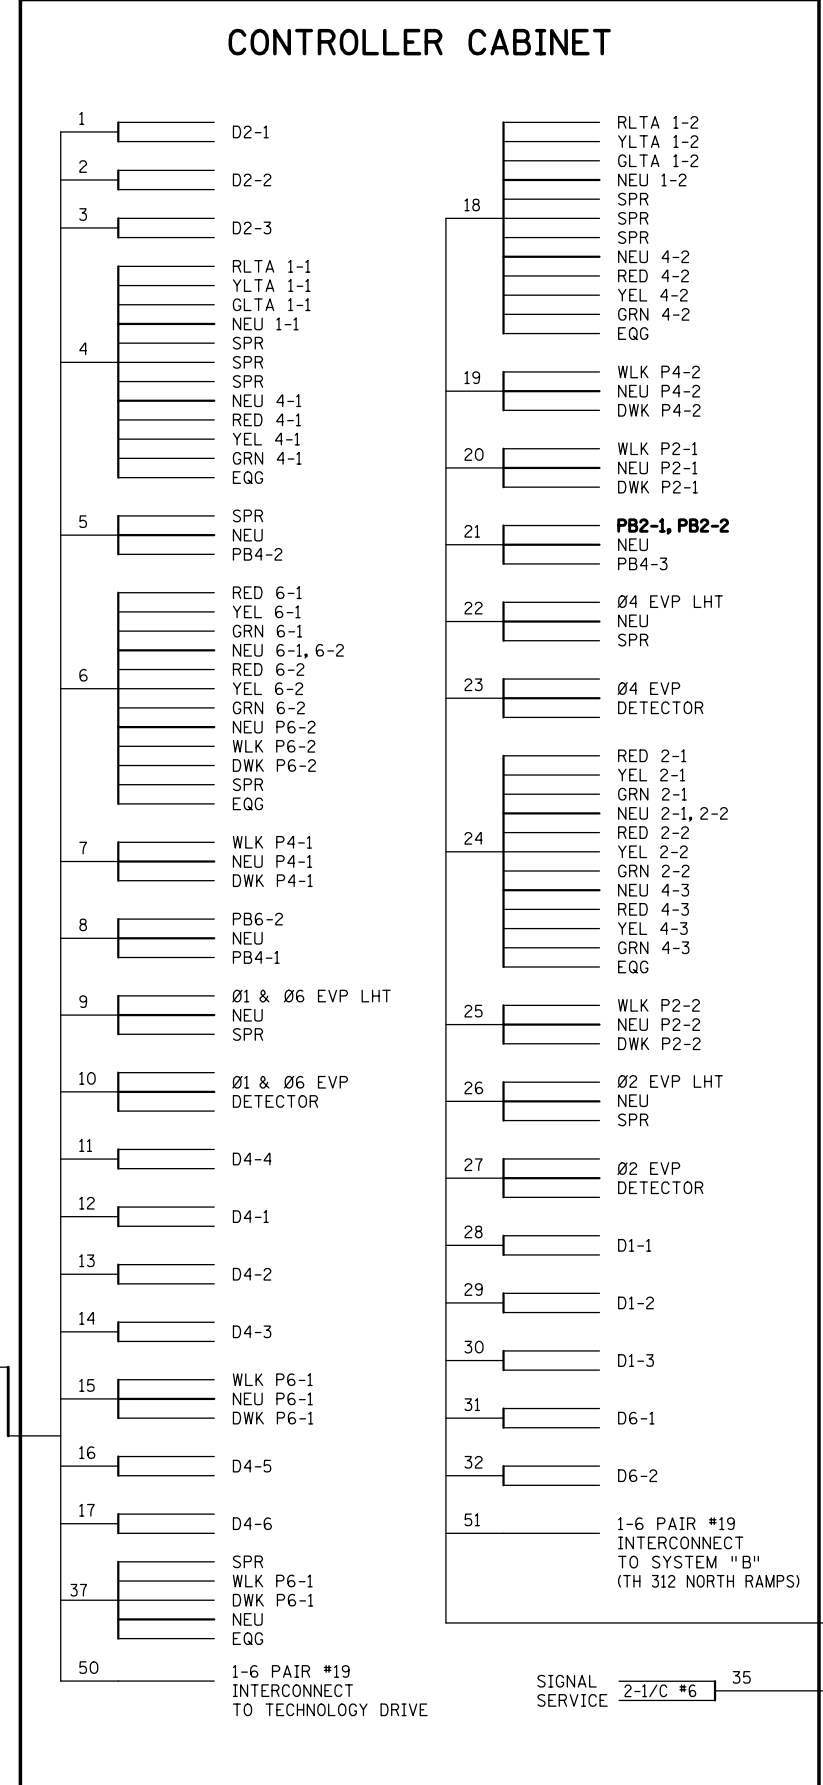 CONTROLLER CABINET
1
D2-1
2
D2-2
3
D2-3
4
RLTA 1-1
YLTA 1-1
GLTA 1-1
NEU 1-1
SPR
SPR
SPR
NEU 4-1
RED 4-1
YEL 4-1
GRN 4-1
EQG
5
SPR
NEU
PB4-2
6
RED 6-1
YEL 6-1
GRN 6-1
NEU 6-1, 6-2
RED 6-2
YEL 6-2
GRN 6-2
NEU P6-2
WLK P6-2
DWK P6-2
SPR
EQG
7
WLK P4-1
NEU P4-1
DWK P4-1
8
PB6-2
NEU
PB4-1
9
Ø1 & Ø6 EVP LHT
NEU
SPR
10
Ø1 & Ø6 EVP
DETECTOR
11
D4-4
12
D4-1
13
D4-2
14
D4-3
15
WLK P6-1
NEU P6-1
DWK P6-1
16
D4-5
17
D4-6
37
SPR
WLK P6-1
DWK P6-1
NEU
EQG
50
1-6 PAIR #19
INTERCONNECT
TO TECHNOLOGY DRIVE
18
RLTA 1-2
YLTA 1-2
GLTA 1-2
NEU 1-2
SPR
SPR
SPR
NEU 4-2
RED 4-2
YEL 4-2
GRN 4-2
EQG
19
WLK P4-2
NEU P4-2
DWK P4-2
20
WLK P2-1
NEU P2-1
DWK P2-1
21
PB2-1, PB2-2
NEU
PB4-3
22
Ø4 EVP LHT
NEU
SPR
23
Ø4 EVP
DETECTOR
24
RED 2-1
YEL 2-1
GRN 2-1
NEU 2-1, 2-2
RED 2-2
YEL 2-2
GRN 2-2
NEU 4-3
RED 4-3
YEL 4-3
GRN 4-3
EQG
25
WLK P2-2
NEU P2-2
DWK P2-2
26
Ø2 EVP LHT
NEU
SPR
27
Ø2 EVP
DETECTOR
28
D1-1
29
D1-2
30
D1-3
31
D6-1
32
D6-2
51
1-6 PAIR #19
INTERCONNECT
TO SYSTEM "B"
(TH 312 NORTH RAMPS)
SIGNAL
SERVICE
2-1/C #6
35